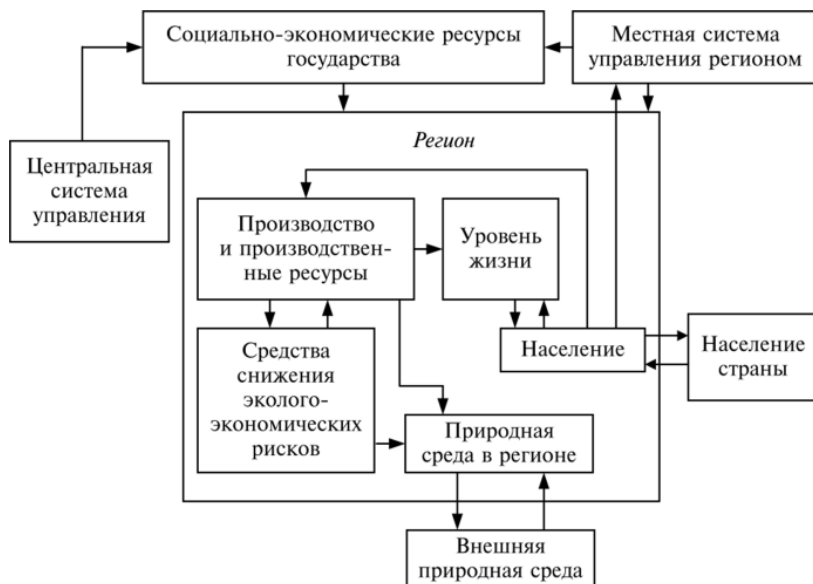 Социально-экономические ресурсы
государства
Местная система
управления регионом
Регион
Центральная
система
управления
Производство
и производствен-
ные ресурсы
Уровень
жизни
Население
Население
страны
Средства
снижения
эколого-
экономических
рисков
Природная
среда в регионе
Внешняя
природная среда